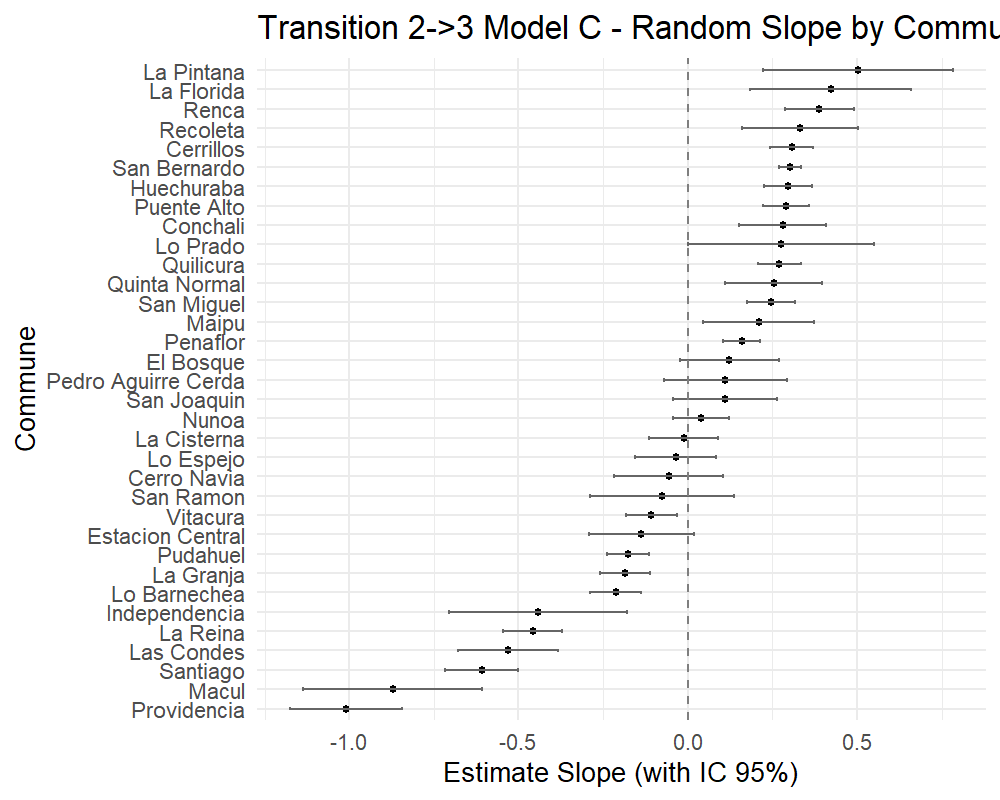 Transition 2->3 Model C - Random Slope by Commu
La Pintana
La Florida
Renca
Recoleta
Cerrillos
San Bernardo
Huechuraba
Puente Alto
Conchali
Lo Prado
Quilicura
Quinta Normal
San Miguel
Maipu
Penaflor
El Bosque
Pedro Aguirre Cerda
San Joaquin
Nunoa
La Cisterna
Lo Espejo
Cerro Navia
San Ramon
Vitacura
Estacion Central
Pudahuel
La Granja
Lo Barnechea
Independencia
La Reina
Las Condes
Santiago
Macul
Providencia
Commune
-1.0 -0.5 0.0 0.5
Estimate Slope (with IC 95%)